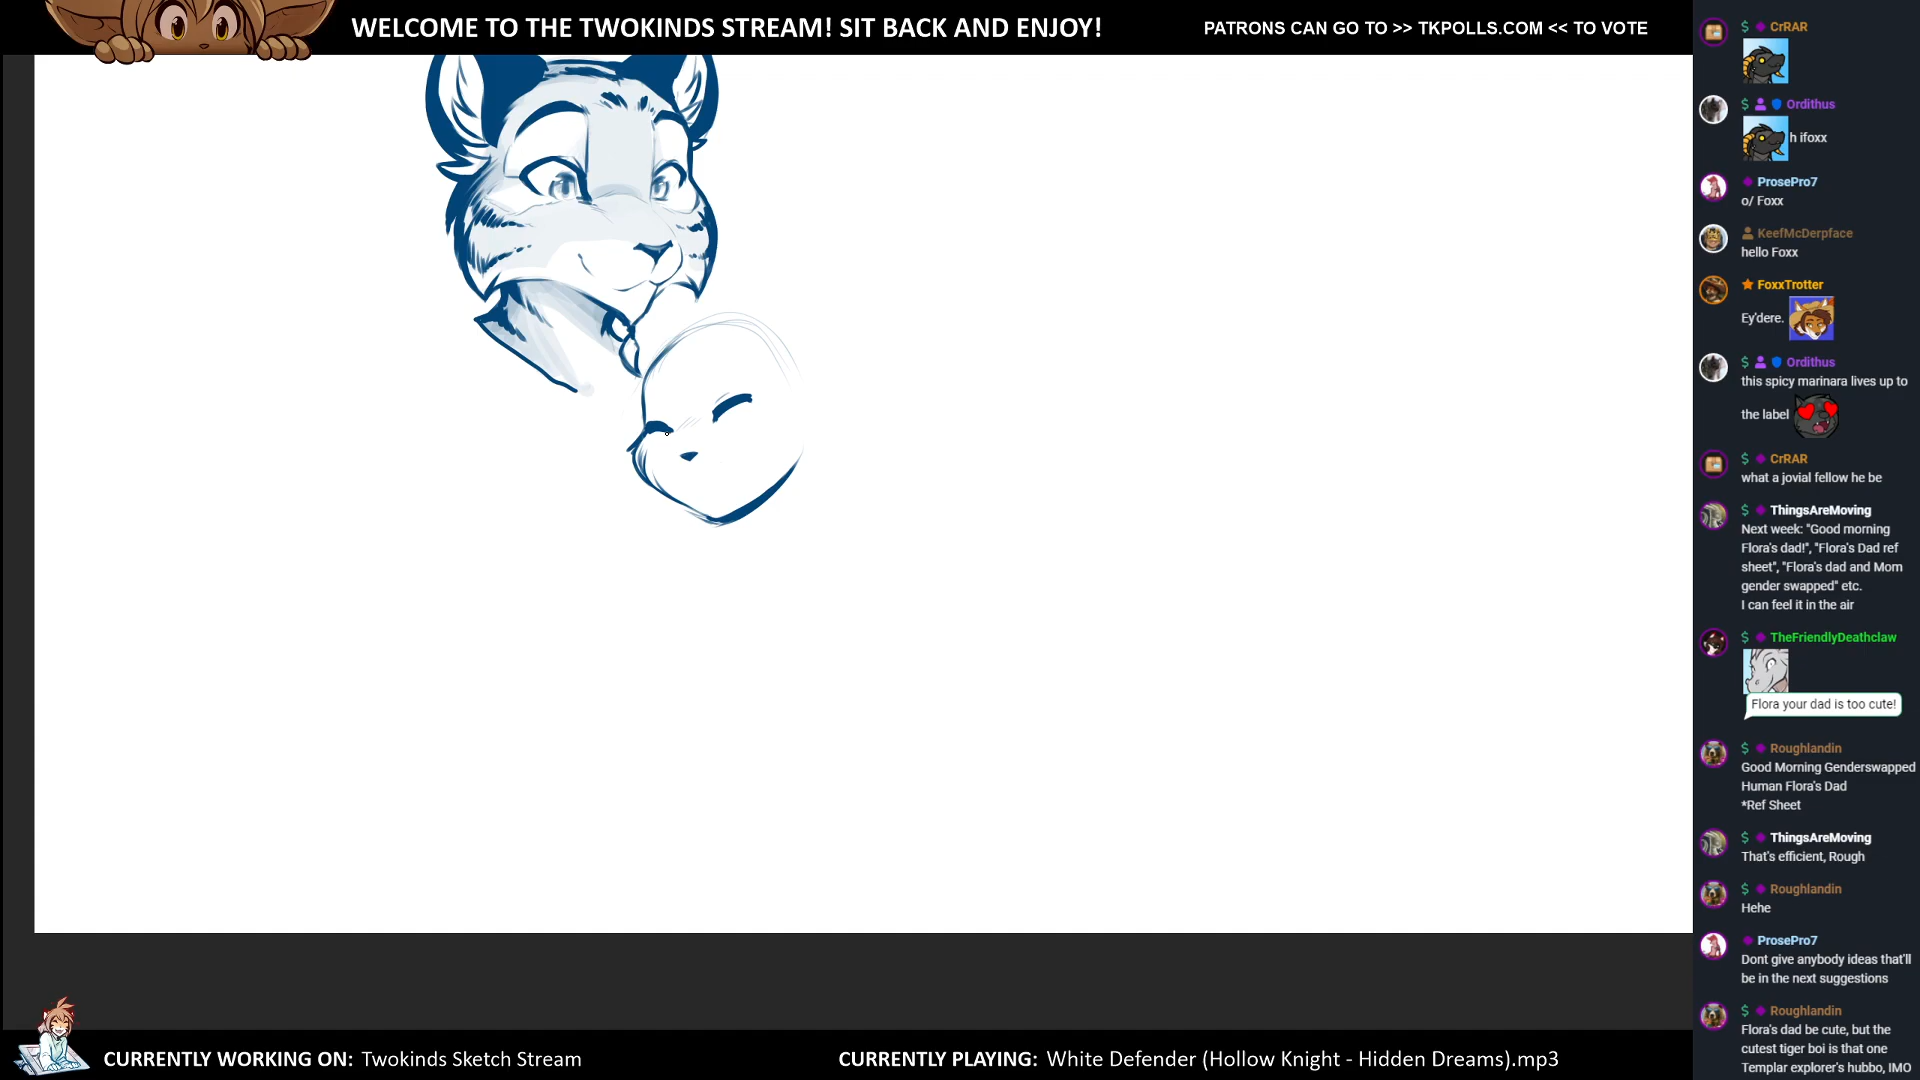 WELCOME TO THE TWOKINDS STREAM! SIT BACK AND ENJOY!
PATRONS CAN GO TO >> TKPOLLS.COM << TO VOTE
$ CrRAR
$ Ordithus
h ifoxx
ProsePro7
o/ Foxx
KeefMcDerpface
hello Foxx
FoxxTrotter
Ey'dere.
$ Ordithus
this spicy marinara lives up to
the label
$ CrRAR
what a jovial fellow he be
$ ThingsAreMoving
Next week: "Good morning
Flora's dad!", "Flora's Dad ref
sheet", "Flora's dad and Mom
gender swapped" etc.
I can feel it in the air
$ TheFriendlyDeathclaw
Flora your dad is too cute!
$ Roughlandin
Good Morning Genderswapped
Human Flora's Dad
*Ref Sheet
$ ThingsAreMoving
That's efficient, Rough
$ Roughlandin
Hehe
ProsePro7
Dont give anybody ideas that'll
be in the next suggestions
$ Roughlandin
Flora's dad be cute, but the
cutest tiger boi is that one
Templar explorer's hubbo, IMO
CURRENTLY WORKING ON: Twokinds Sketch Stream
CURRENTLY PLAYING: White Defender (Hollow Knight - Hidden Dreams).mp3